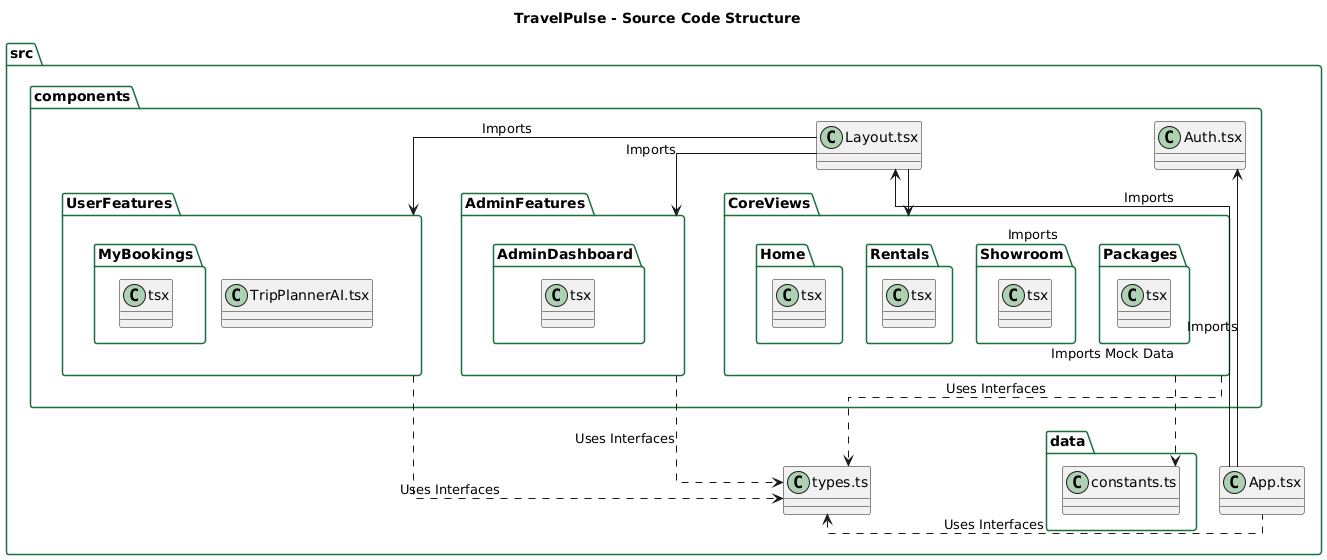 TravelPulse - Source Code Structure
src
components
Imports
C Layout.tsx
C Auth.tsx
Imports
Imports
UserFeatures
AdminFeatures
CoreViews
Imports
MyBookings
C tsx
C TripPlannerAI.tsx
AdminDashboard
C tsx
Home
C tsx
Rentals
C tsx
Showroom
C tsx
Packages
C tsx
Imports
Imports Mock Data
Uses Interfaces
Uses Interfaces
Uses Interfaces
data
C types.ts
C constants.ts
C App.tsx
Uses Interfaces